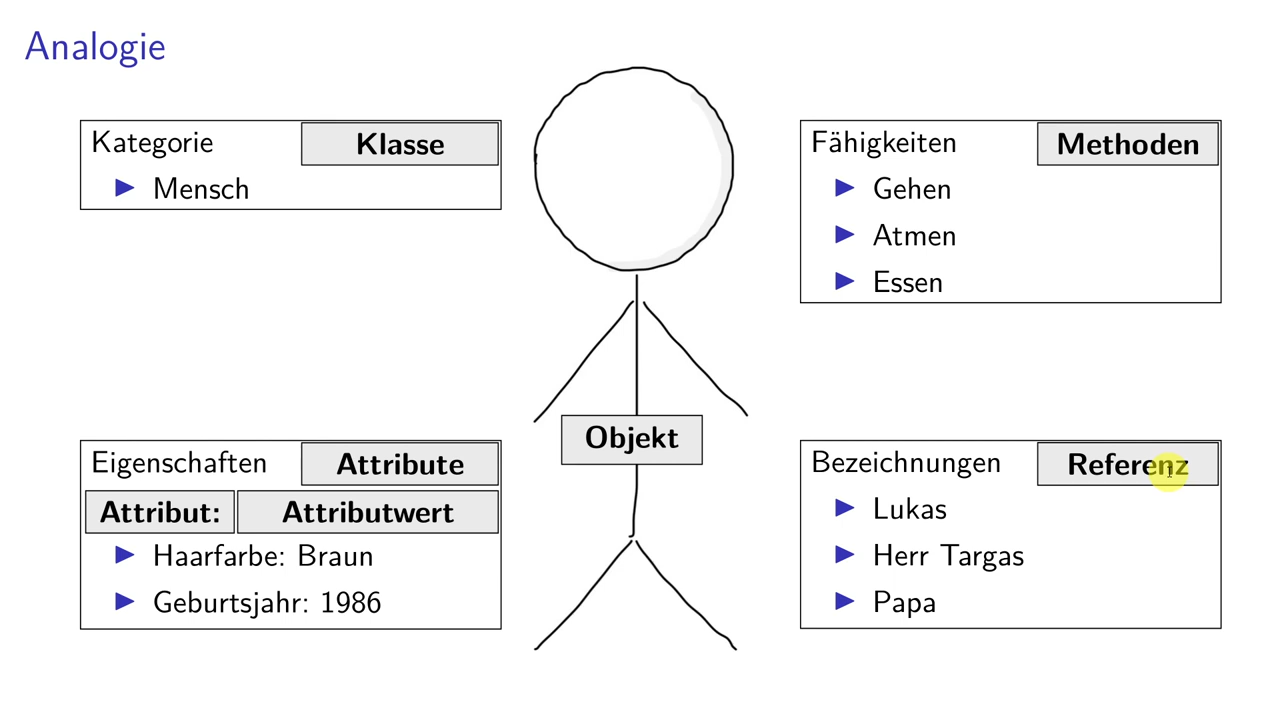 Analogie
Kategorie Klasse
Mensch
Fähigkeiten Methoden
Gehen
Atmen
Essen
Objekt
Eigenschaften Attribute
Attribut: Attributwert
Haarfarbe: Braun
Geburtsjahr: 1986
Bezeichnungen Referenz
Lukas
Herr Targas
Papa